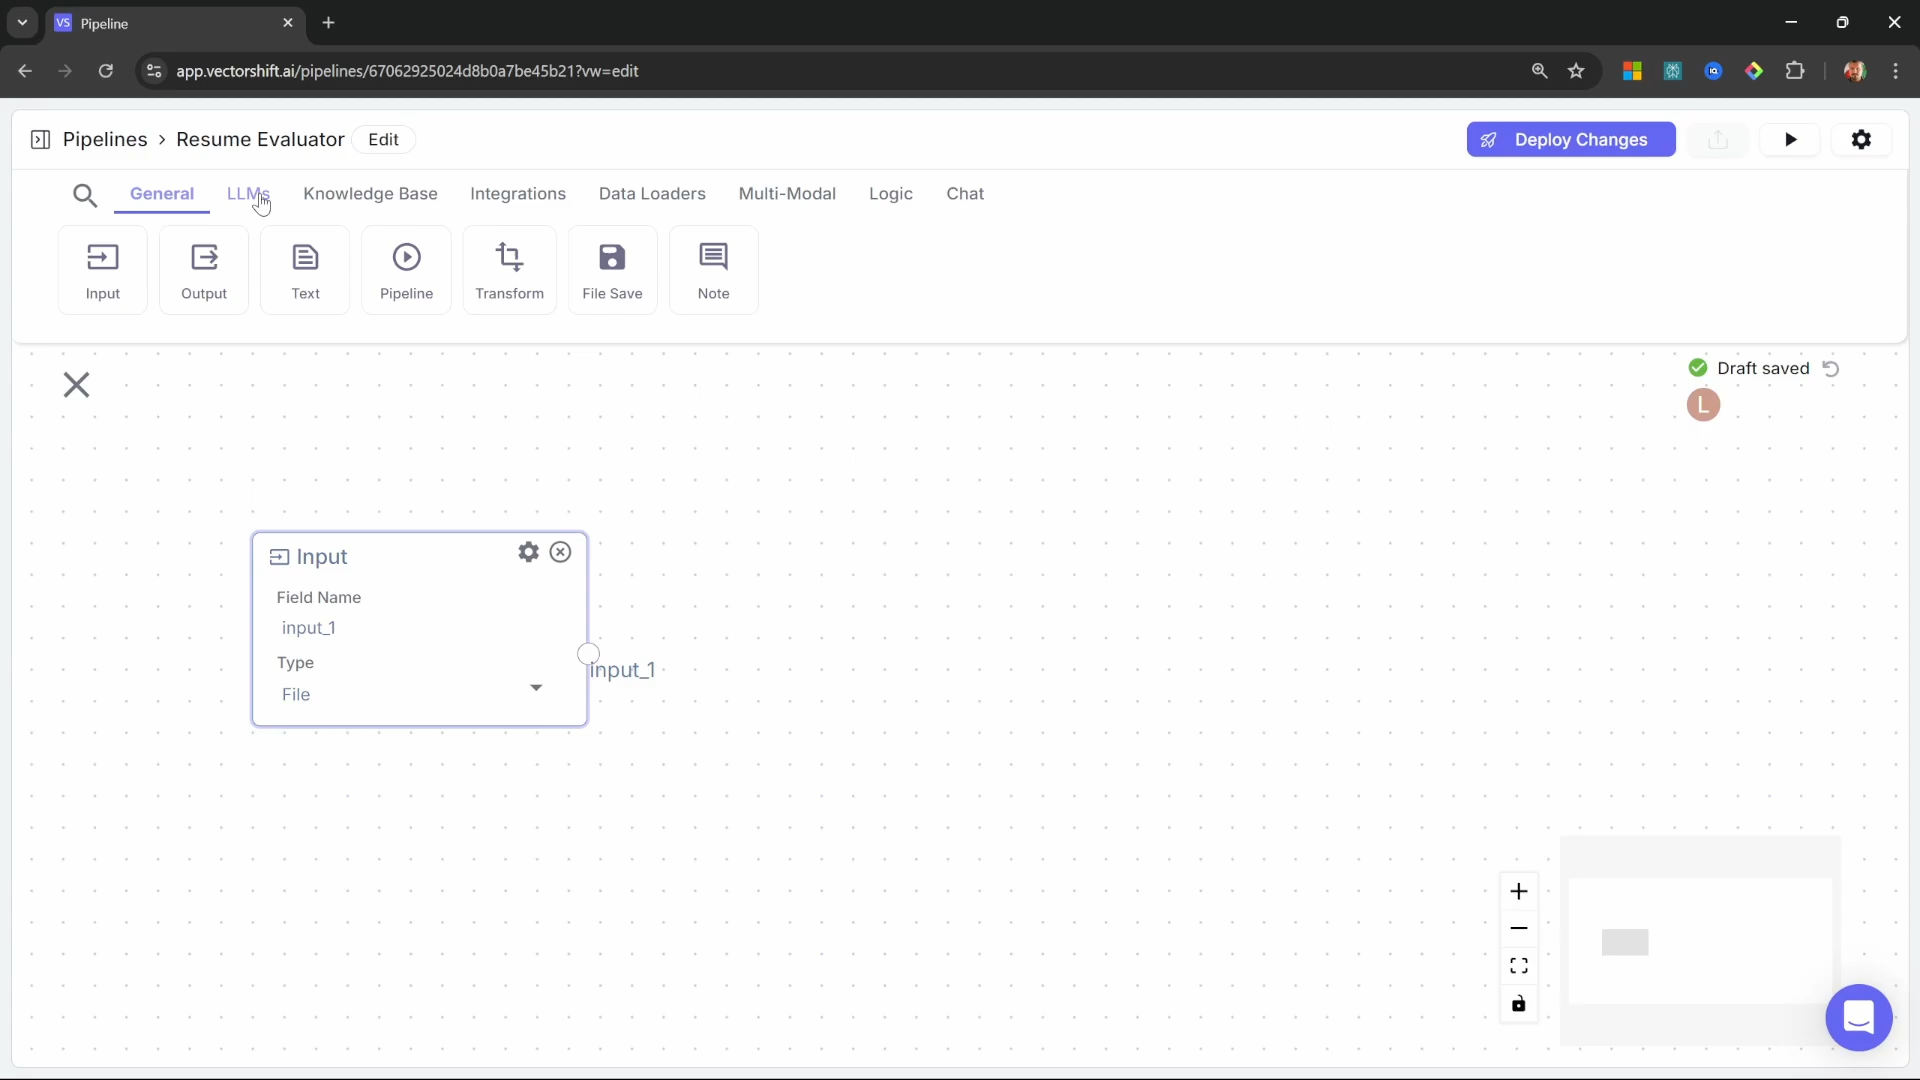 VS Pipeline
app.vectorshift.ai/pipelines/67062925024d8b0a7be45b21?vw=edit
Pipelines > Resume Evaluator Edit
Deploy Changes
General LLMs Knowledge Base Integrations Data Loaders Multi-Modal Logic Chat
Input Output Text Pipeline Transform File Save Note
Draft saved
L
Input
Field Name
input_1
Type
input_1
File